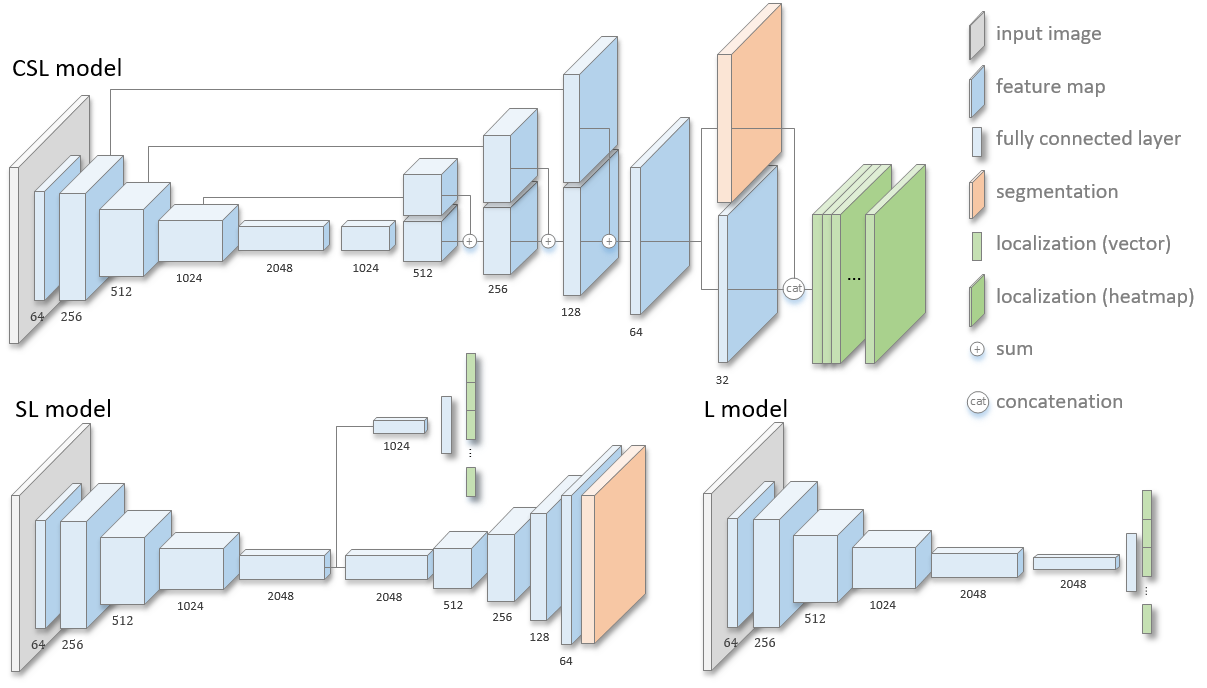 CSL model
64
256
512
1024
2048
1024
512
256
128
64
32
+
+
+
cat
...
input image
feature map
fully connected layer
segmentation
localization (vector)
localization (heatmap)
+ sum
cat concatenation
SL model
64
256
512
1024
2048
1024
...
2048
512
256
128
64
L model
64
256
512
1024
2048
2048
...